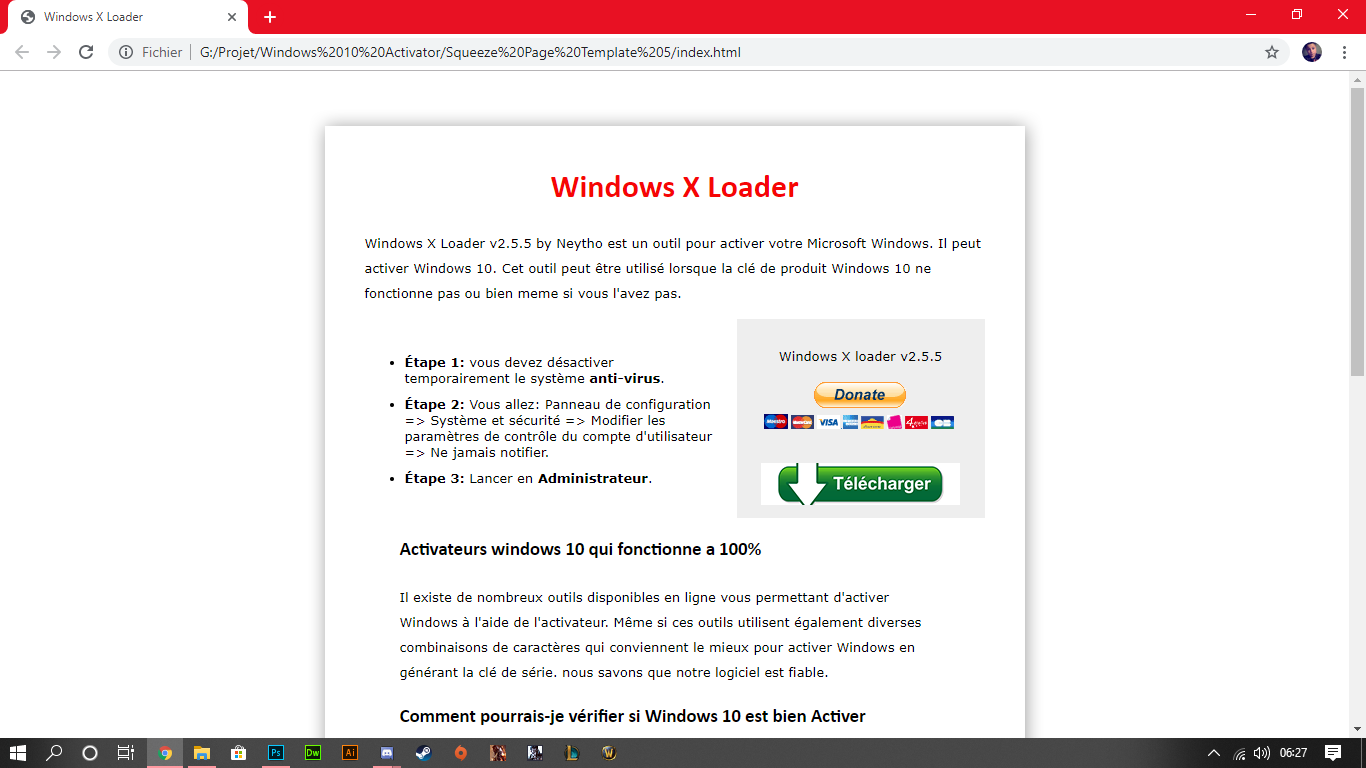 Windows X Loader
Fichier
G:/Projet/Windows%2010%20Activator/Squeeze%20Page%20Template%205/index.html
Windows X Loader
Windows X Loader v2.5.5 by Neytho est un outil pour activer votre Microsoft Windows. Il peut
activer Windows 10. Cet outil peut être utilisé lorsque la clé de produit Windows 10 ne
fonctionne pas ou bien meme si vous l'avez pas.
Étape 1: vous devez désactiver
temporairement le système anti-virus.
Étape 2: Vous allez: Panneau de configuration
=> Système et sécurité => Modifier les
paramètres de contrôle du compte d'utilisateur
=> Ne jamais notifier.
Étape 3: Lancer en Administrateur.
Windows X loader v2.5.5
Donate
Maestro
MasterCard
VISA
Télécharger
Activateurs windows 10 qui fonctionne a 100%
Il existe de nombreux outils disponibles en ligne vous permettant d'activer
Windows à l'aide de l'activateur. Même si ces outils utilisent également diverses
combinaisons de caractères qui conviennent le mieux pour activer Windows en
générant la clé de série. nous savons que notre logiciel est fiable.
Comment pourrais-je vérifier si Windows 10 est bien Activer
Ps
Dw
Ai
06:27